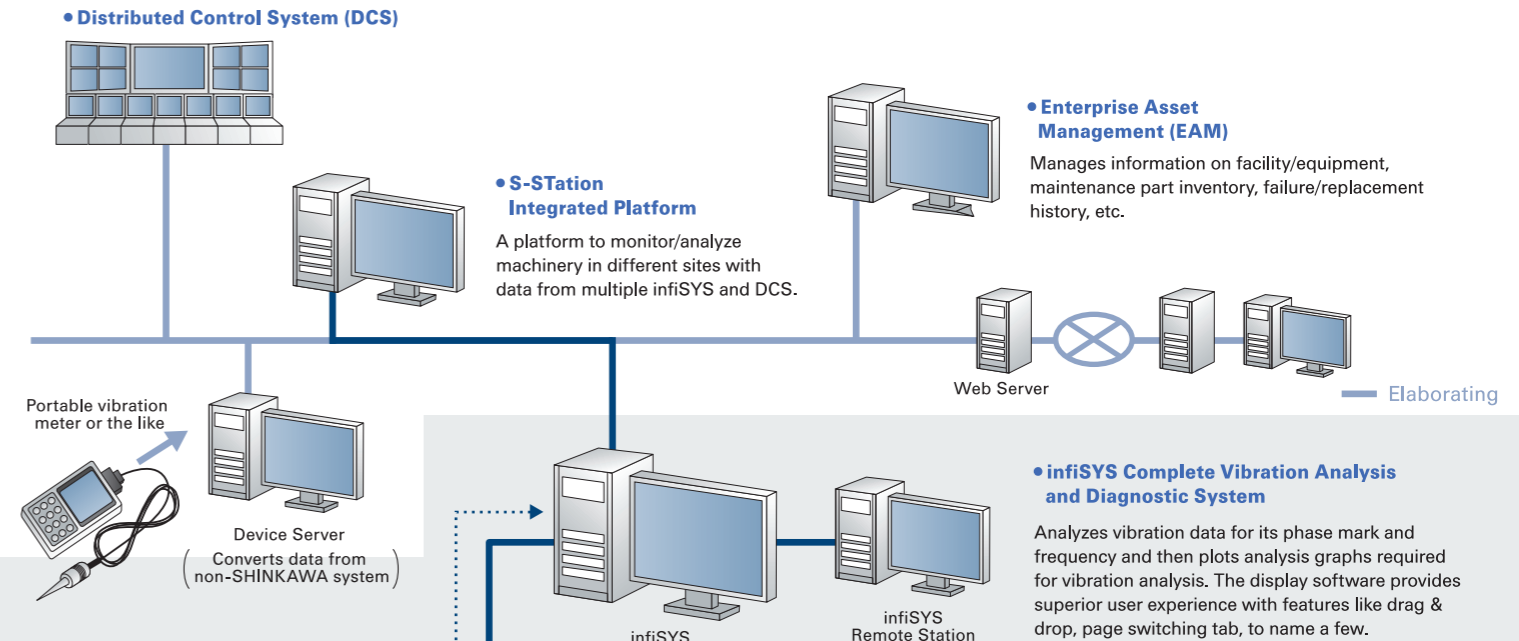 • Distributed Control System (DCS)
• Enterprise Asset
Management (EAM)
Manages information on facility/equipment,
maintenance part inventory, failure/replacement
history, etc.
• S-STation
Integrated Platform
A platform to monitor/analyze
machinery in different sites with
data from multiple infiSYS and DCS.
Web Server
Elaborating
Portable vibration
meter or the like
Device Server
(Converts data from
non-SHINKAWA system)
• infiSYS Complete Vibration Analysis
and Diagnostic System
Analyzes vibration data for its phase mark and
frequency and then plots analysis graphs required
for vibration analysis. The display software provides
superior user experience with features like drag &
drop, page switching tab, to name a few.
infiSYS
Remote Station
infiSYS